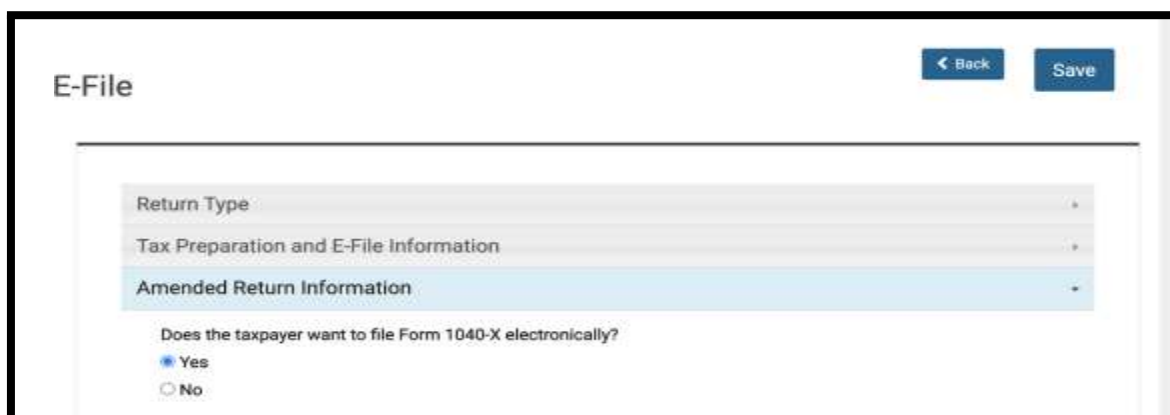 E-File
Back
Save
Return Type
Tax Preparation and E-File Information
Amended Return Information
Does the taxpayer want to file Form 1040-X electronically?
Yes
No